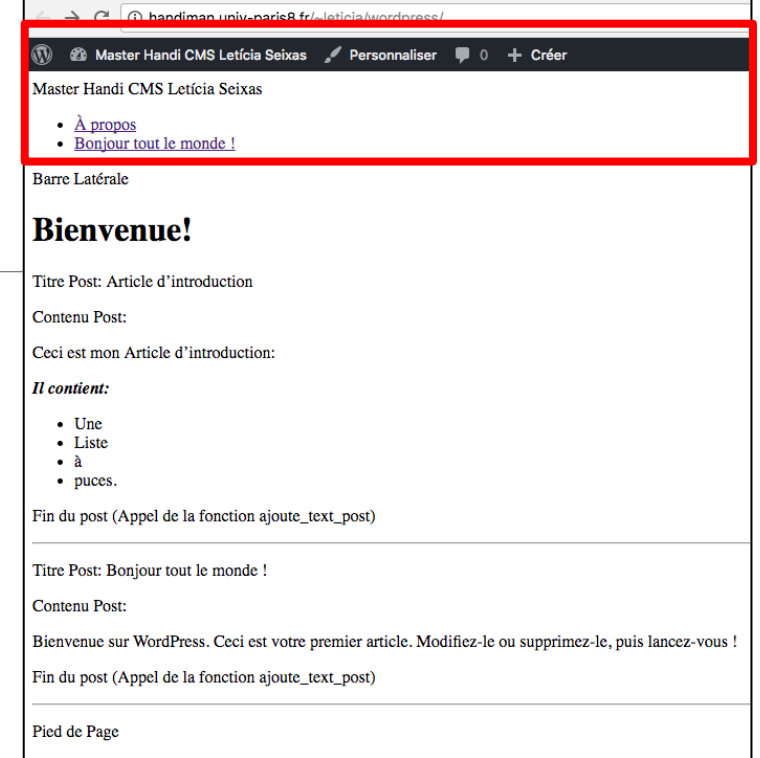 handiman.univ-paris8.fr/~leticia/wordpress/
Master Handi CMS Letícia Seixas Personnaliser 0 + Créer
Master Handi CMS Letícia Seixas
• À propos
• Bonjour tout le monde !
Barre Latérale
Bienvenue!
Titre Post: Article d’introduction
Contenu Post:
Ceci est mon Article d’introduction:
Il contient:
• Une
• Liste
• à
• puces.
Fin du post (Appel de la fonction ajoute_text_post)
Titre Post: Bonjour tout le monde !
Contenu Post:
Bienvenue sur WordPress. Ceci est votre premier article. Modifiez-le ou supprimez-le, puis lancez-vous !
Fin du post (Appel de la fonction ajoute_text_post)
Pied de Page